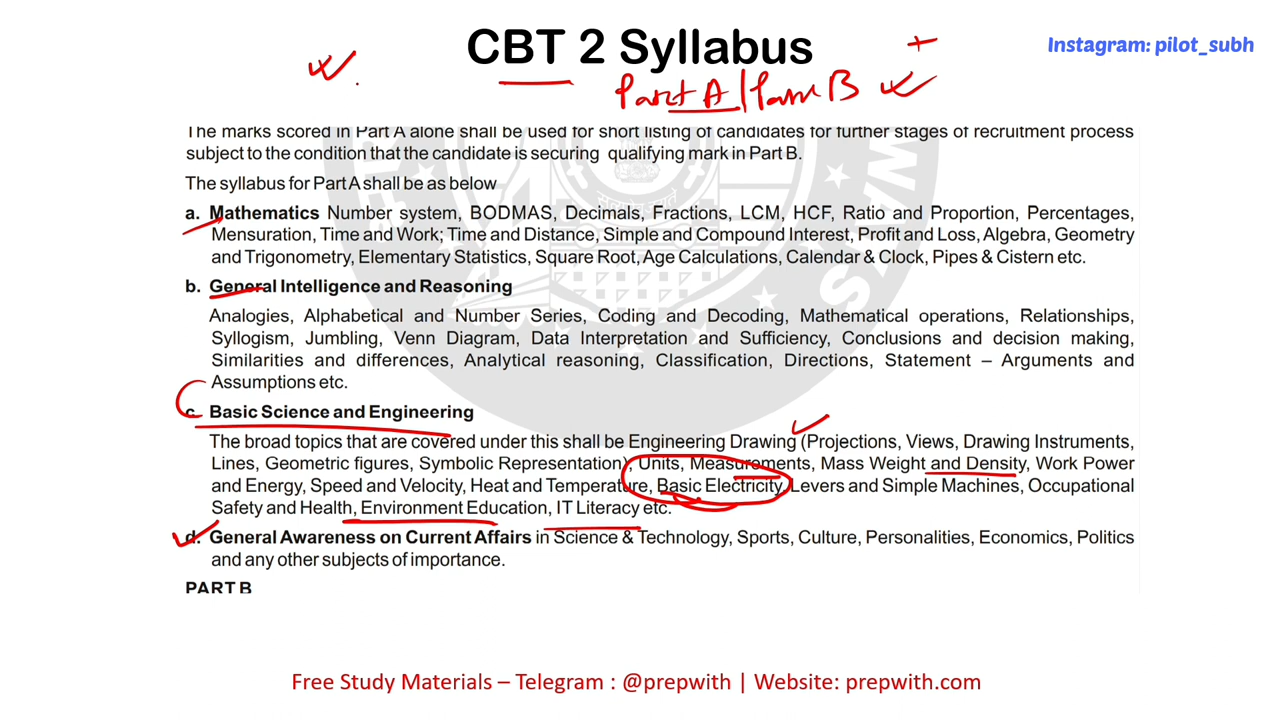 CBT 2 Syllabus
Instagram: pilot_subh
Part A | Part B
The marks scored in Part A alone shall be used for short listing of candidates for further stages of recruitment process
subject to the condition that the candidate is securing qualifying mark in Part B.
The syllabus for Part A shall be as below
a. Mathematics Number system, BODMAS, Decimals, Fractions, LCM, HCF, Ratio and Proportion, Percentages,
Mensuration, Time and Work; Time and Distance, Simple and Compound Interest, Profit and Loss, Algebra, Geometry
and Trigonometry, Elementary Statistics, Square Root, Age Calculations, Calendar & Clock, Pipes & Cistern etc.
b. General Intelligence and Reasoning
Analogies, Alphabetical and Number Series, Coding and Decoding, Mathematical operations, Relationships,
Syllogism, Jumbling, Venn Diagram, Data Interpretation and Sufficiency, Conclusions and decision making,
Similarities and differences, Analytical reasoning, Classification, Directions, Statement – Arguments and
Assumptions etc.
c. Basic Science and Engineering
The broad topics that are covered under this shall be Engineering Drawing (Projections, Views, Drawing Instruments,
Lines, Geometric figures, Symbolic Representation), Units, Measurements, Mass Weight and Density, Work Power
and Energy, Speed and Velocity, Heat and Temperature, Basic Electricity, Levers and Simple Machines, Occupational
Safety and Health, Environment Education, IT Literacy etc.
d. General Awareness on Current Affairs in Science & Technology, Sports, Culture, Personalities, Economics, Politics
and any other subjects of importance.
PART B
Free Study Materials – Telegram : @prepwith | Website: prepwith.com